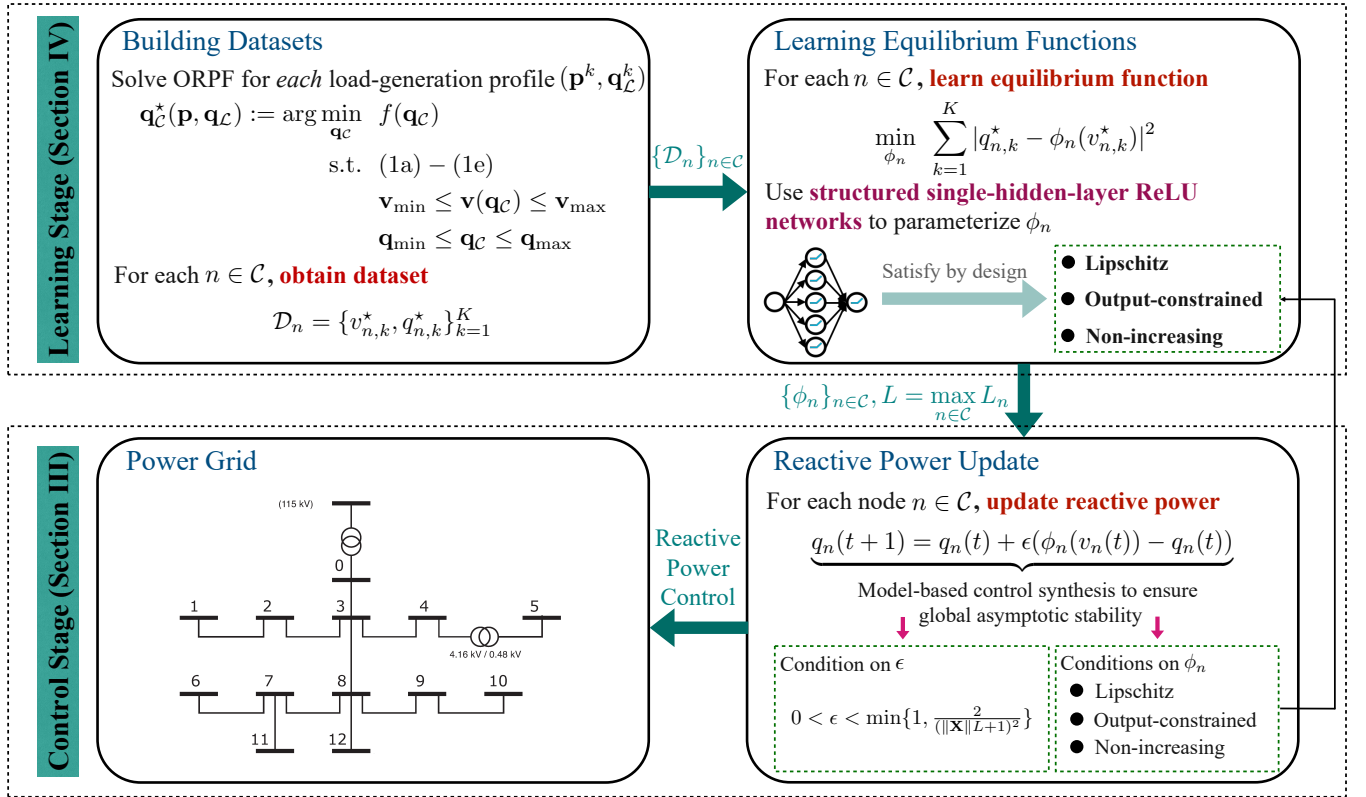 Learning Stage (Section IV)
Building Datasets
Solve ORPF for each load-generation profile (𝐩^k, 𝐪_ℒ^k)
𝐪_𝒞^⋆(𝐩, 𝐪_ℒ) := arg min_{𝐪_𝒞} f(𝐪_𝒞)
s.t. (1a) − (1e)
𝐯_min ≤ 𝐯(𝐪_𝒞) ≤ 𝐯_max
𝐪_min ≤ 𝐪_𝒞 ≤ 𝐪_max
For each n ∈ 𝒞, obtain dataset
𝒟_n = {v_{n,k}^⋆, q_{n,k}^⋆}_{k=1}^K
{𝒟_n}_{n∈𝒞}
Learning Equilibrium Functions
For each n ∈ 𝒞, learn equilibrium function
min_{ϕ_n} ∑_{k=1}^K |q_{n,k}^⋆ − ϕ_n(v_{n,k}^⋆)|^2
Use structured single-hidden-layer ReLU
networks to parameterize ϕ_n
Satisfy by design
● Lipschitz
● Output-constrained
● Non-increasing
{ϕ_n}_{n∈𝒞}, L = max_{n∈𝒞} L_n
Control Stage (Section III)
Power Grid
(115 kV)
0
1 2 3 4 5
4.16 kV / 0.48 kV
6 7 8 9 10
11 12
Reactive
Power
Control
Reactive Power Update
For each node n ∈ 𝒞, update reactive power
q_n(t + 1) = q_n(t) + ϵ(ϕ_n(v_n(t)) − q_n(t))
Model-based control synthesis to ensure
global asymptotic stability
Condition on ϵ
0 < ϵ < min{1, 2/(‖𝐗‖L+1)^2}
Conditions on ϕ_n
● Lipschitz
● Output-constrained
● Non-increasing